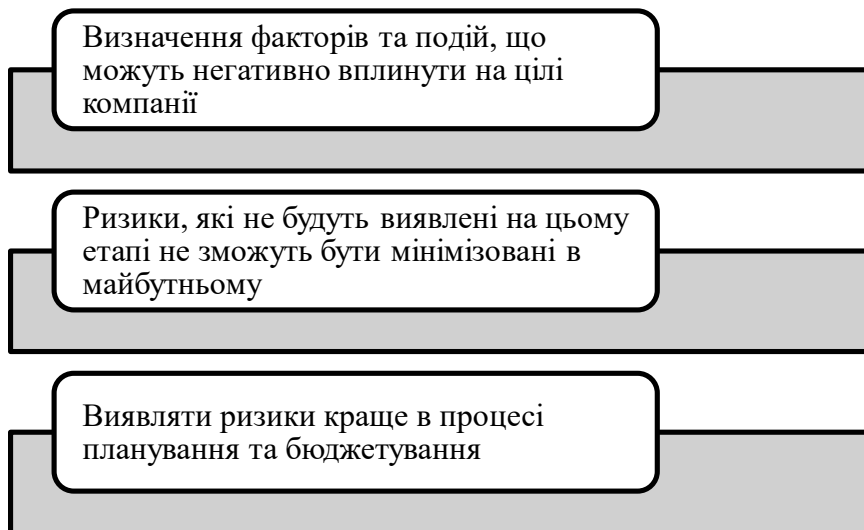 Визначення факторів та подій, що
можуть негативно вплинути на цілі
компанії
Ризики, які не будуть виявлені на цьому
етапі не зможуть бути мінімізовані в
майбутньому
Виявляти ризики краще в процесі
планування та бюджетування